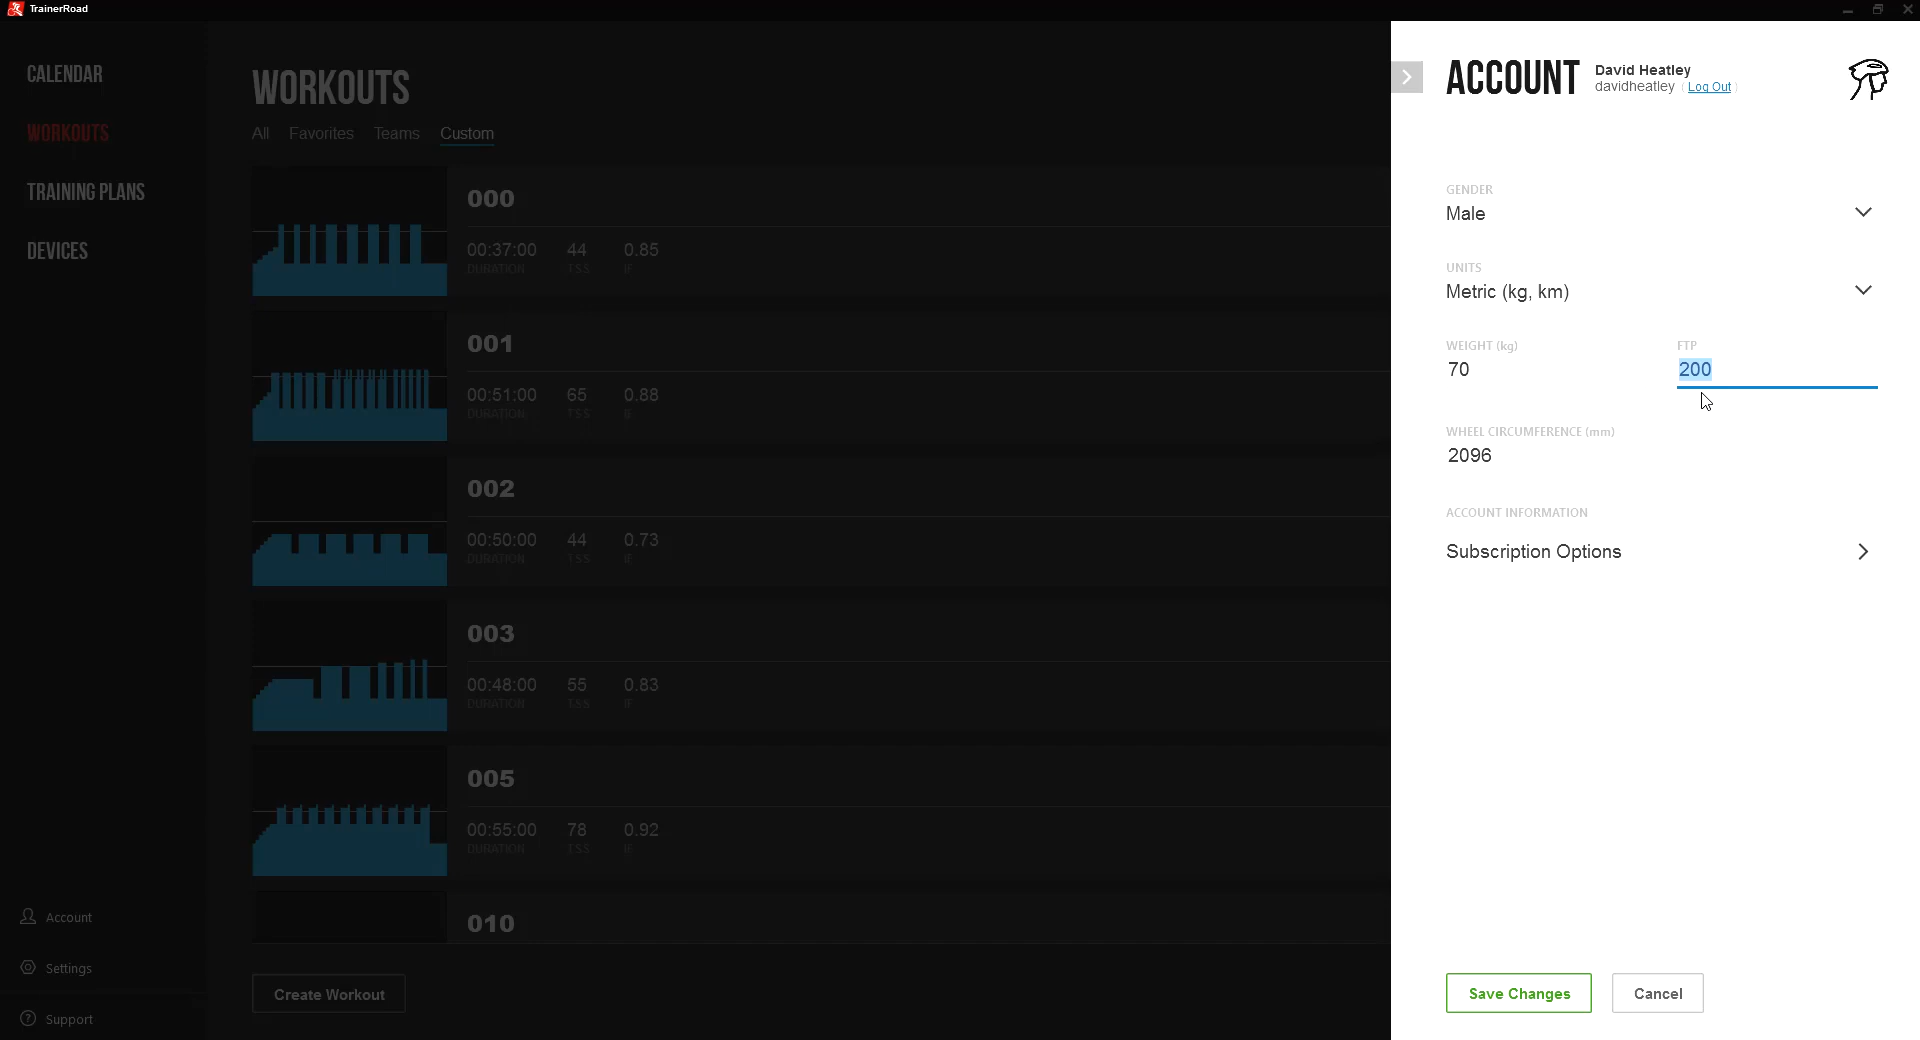 TrainerRoad
CALENDAR
WORKOUTS
TRAINING PLANS
DEVICES
Account
Settings
Support
WORKOUTS
All Favorites Teams Custom
000
00:37:00 44 0.85
DURATION TSS IF
001
00:51:00 65 0.88
DURATION TSS IF
002
00:50:00 44 0.73
DURATION TSS IF
003
00:48:00 55 0.83
DURATION TSS IF
005
00:55:00 78 0.92
DURATION TSS IF
010
Create Workout
ACCOUNT
David Heatley
davidheatley ( Log Out )
GENDER
Male
UNITS
Metric (kg, km)
WEIGHT (kg) FTP
70 200
WHEEL CIRCUMFERENCE (mm)
2096
ACCOUNT INFORMATION
Subscription Options
Save Changes Cancel